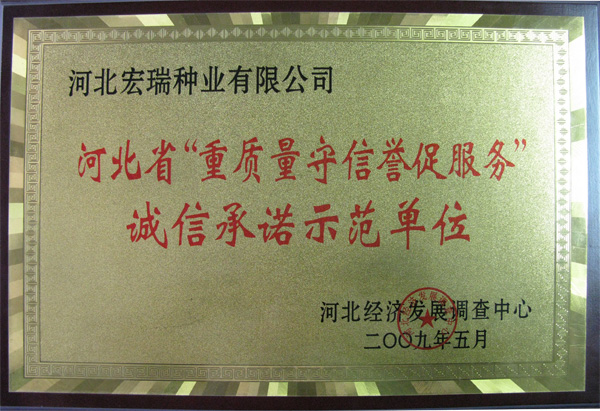 河北宏瑞种业有限公司
河北省“重质量守信誉促服务”
诚信承诺示范单位
河北经济发展调查中心
二〇〇九年五月